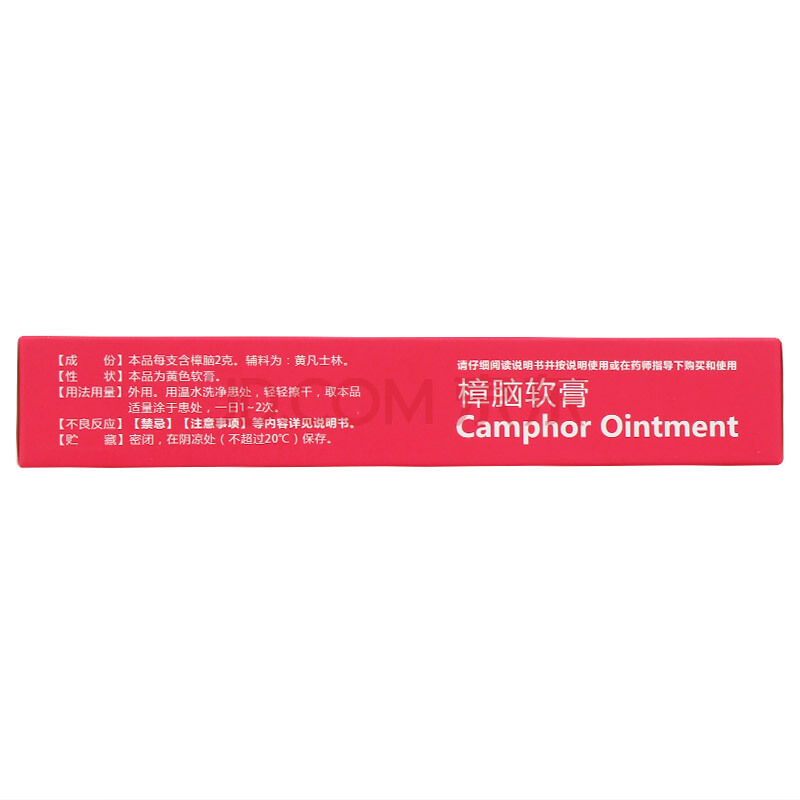 【成　份】本品每支含樟脑2克。辅料为：黄凡士林。
【性　状】本品为黄色软膏。
【用法用量】外用。用温水洗净患处，轻轻擦干，取本品
适量涂于患处，一日1~2次。
【不良反应】【禁忌】【注意事项】等内容详见说明书。
【贮　藏】密闭，在阴凉处（不超过20℃）保存。
请仔细阅读说明书并按说明使用或在药师指导下购买和使用
樟脑软膏
Camphor Ointment